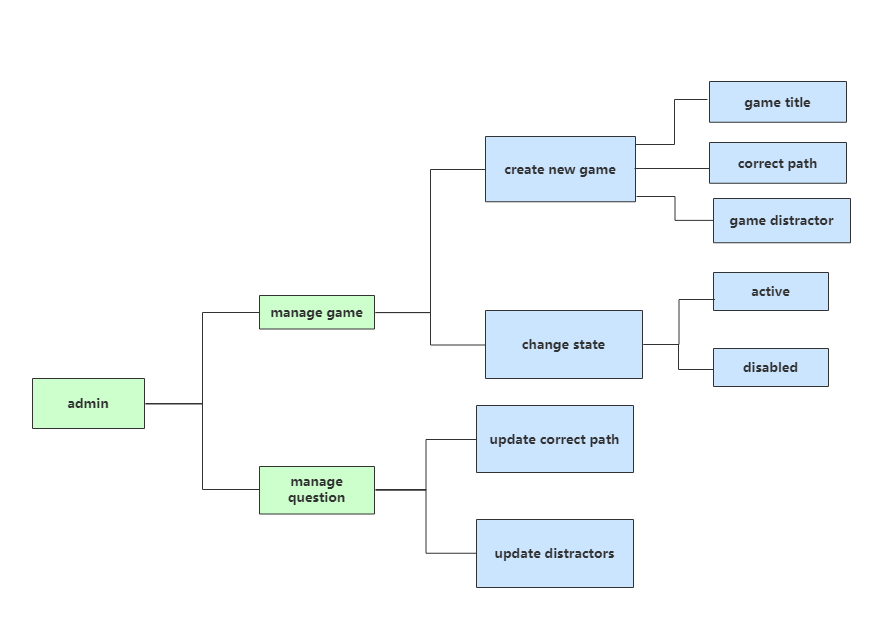 game title
correct path
create new game
game distractor
active
manage game
change state
disabled
admin
update correct path
manage
question
update distractors